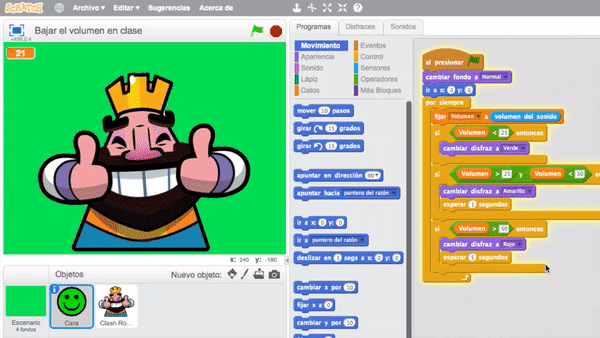 SCRATCH Archivo Editar Sugerencias Acerca de
Bajar el volumen en clase
v456.0.4
21
x: 240 y: -180
Objetos Nuevo objeto:
Escenario
4 fondos
Cara
Clash Ro...
Programas Disfraces Sonidos
Movimiento Eventos
Apariencia Control
Sonido Sensores
Lápiz Operadores
Datos Más Bloques
mover 10 pasos
girar 15 grados
girar 15 grados
apuntar en dirección 90
apuntar hacia puntero del ratón
ir a x: 0 y: 0
ir a puntero del ratón
deslizar en 1 segs a x: 0 y: 0
cambiar x por 10
fijar x a 0
cambiar y por 10
al presionar
cambiar fondo a Normal
ir a x: 0 y: 0
por siempre
fijar Volumen a volumen del sonido
si Volumen < 25 entonces
cambiar disfraz a Verde
si Volumen > 25 y Volumen < 50 entonces
cambiar disfraz a Amarillo
esperar 1 segundos
si Volumen > 50 entonces
cambiar disfraz a Rojo
esperar 5 segundos